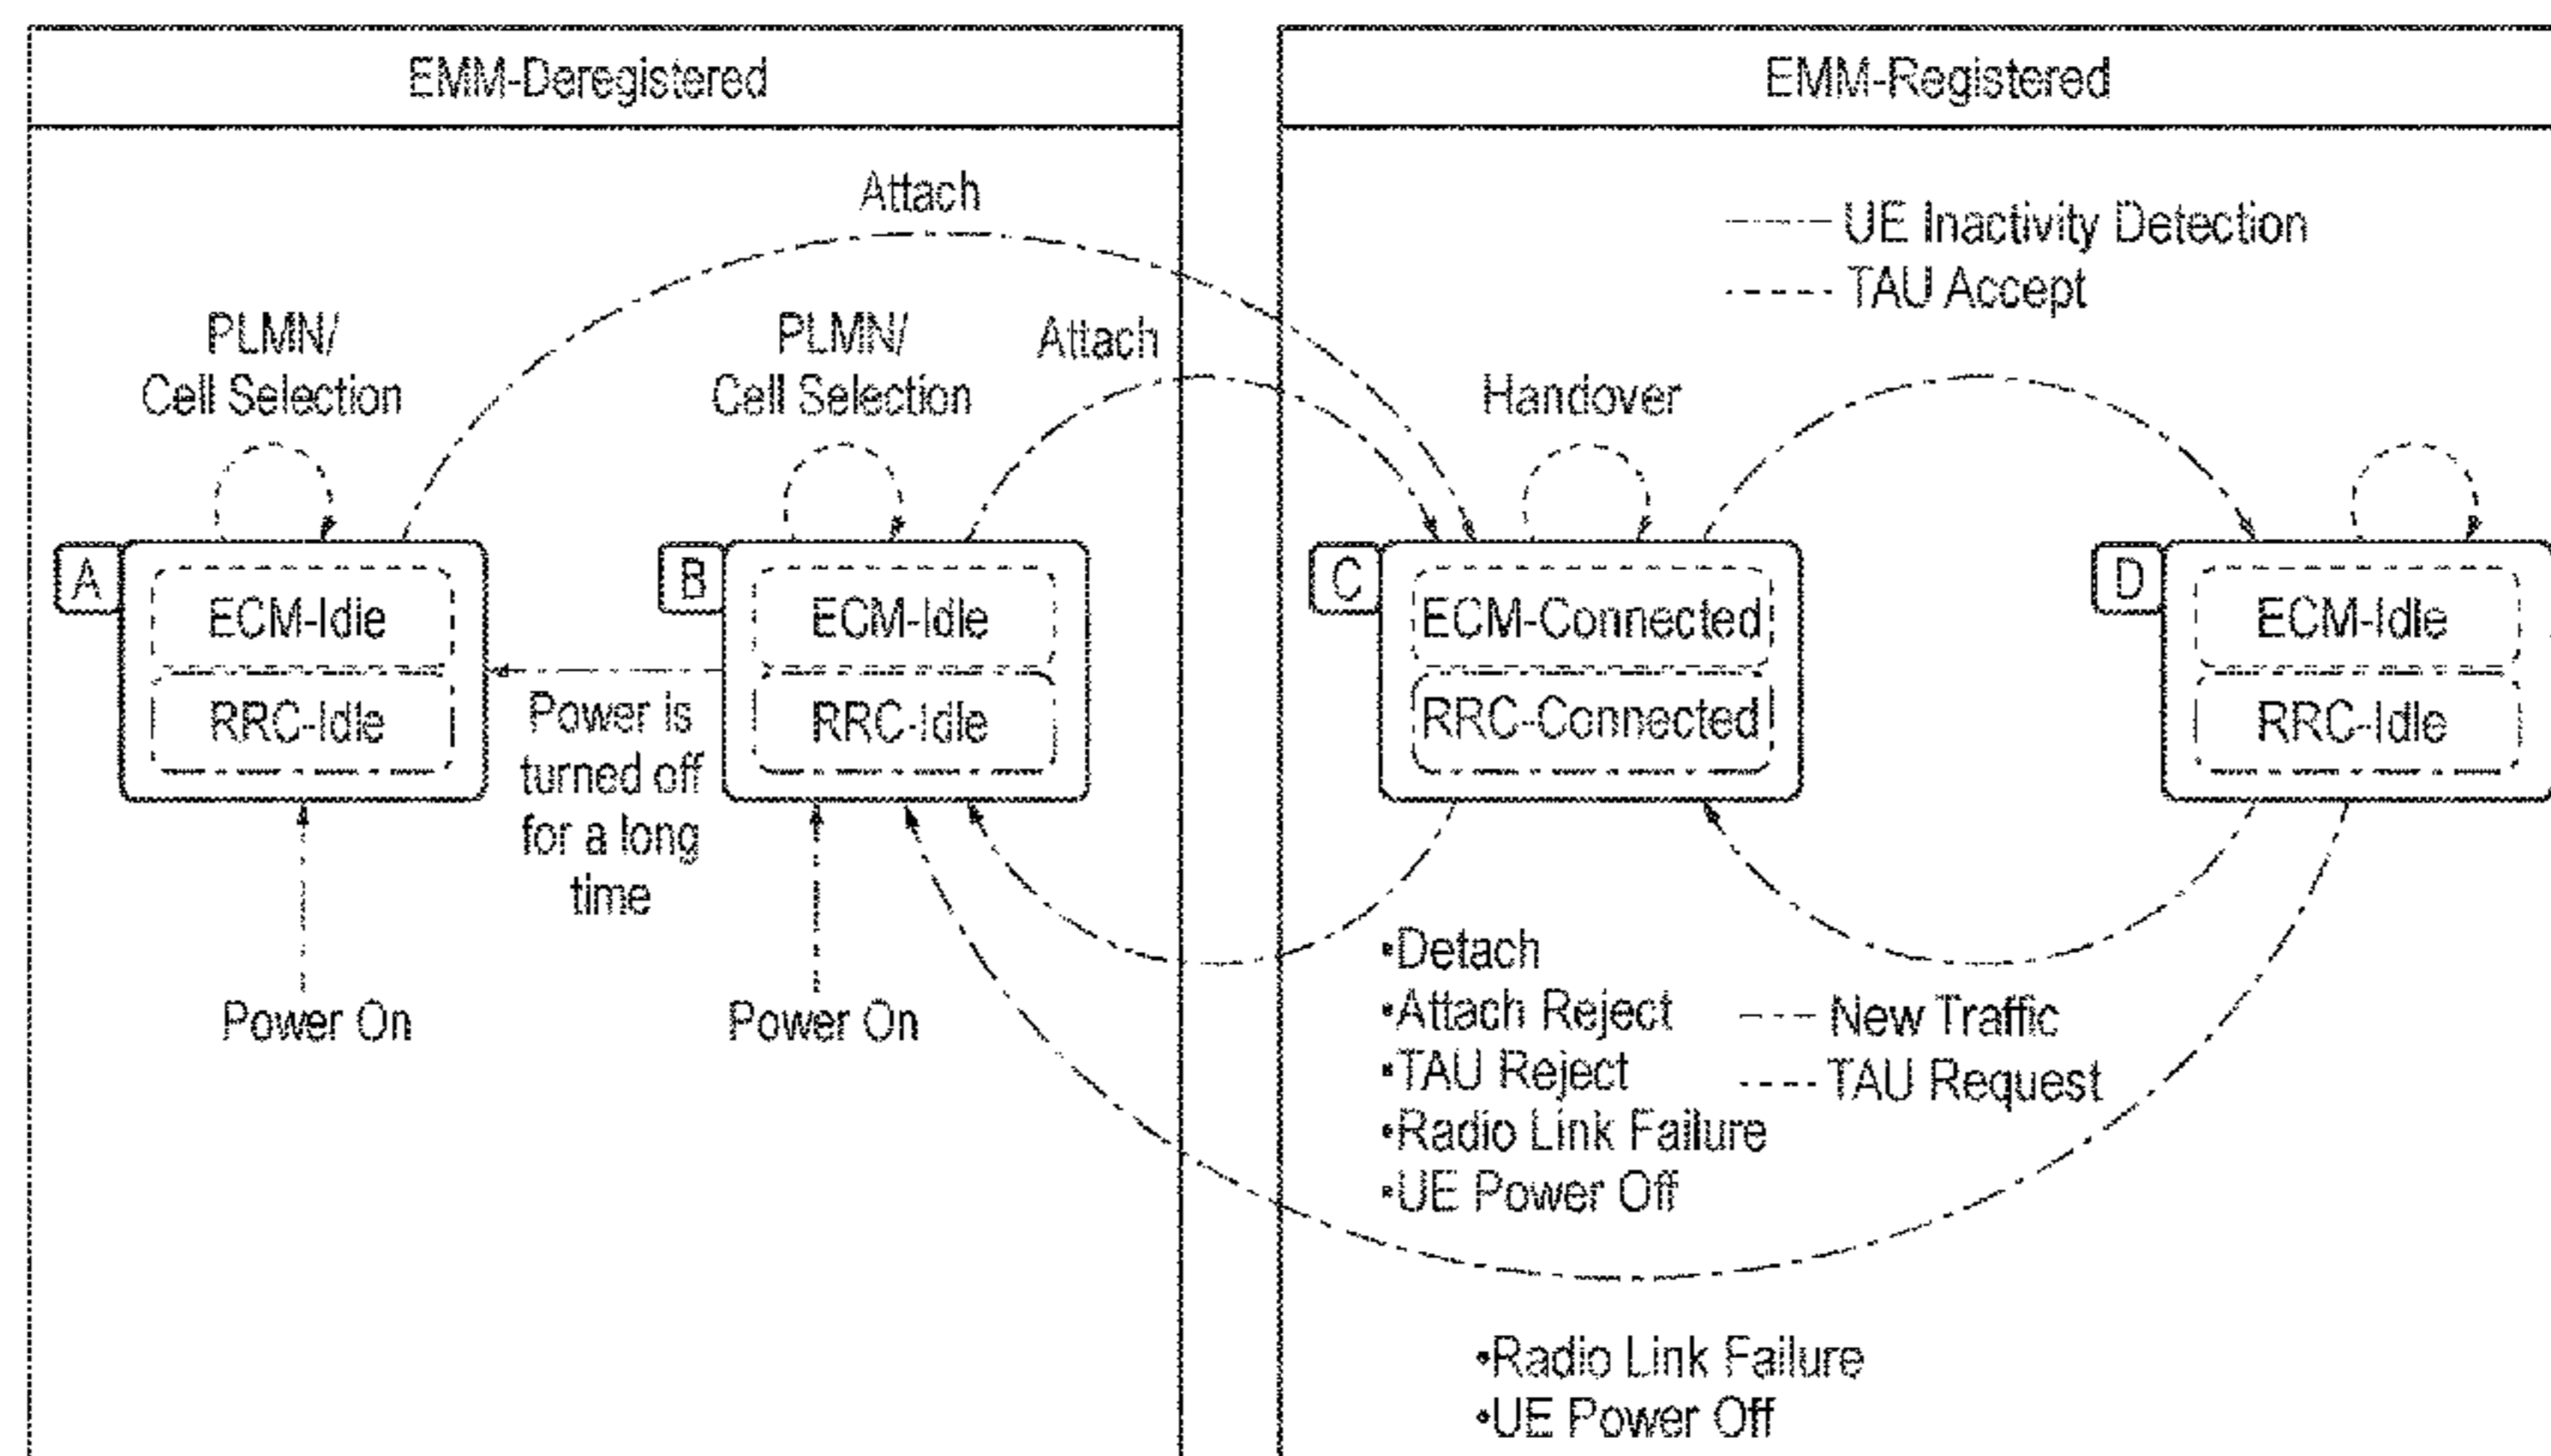 EMM-Deregistered
EMM-Registered
Attach
UE Inactivity Detection
TAU Accept
PLMN/
Cell Selection
PLMN/
Cell Selection
Attach
Handover
A
ECM-Idle
RRC-Idle
B
ECM-Idle
RRC-Idle
C
ECM-Connected
RRC-Connected
D
ECM-Idle
RRC-Idle
Power is
turned off
for a long
time
Power On
Power On
•Detach
•Attach Reject
•TAU Reject
•Radio Link Failure
•UE Power Off
New Traffic
TAU Request
•Radio Link Failure
•UE Power Off